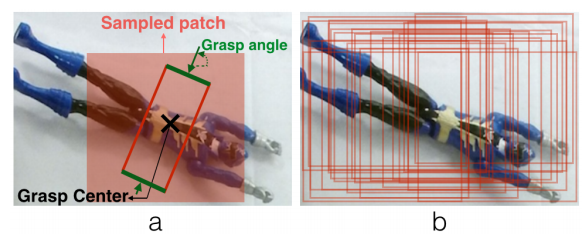 Sampled patch
Grasp angle
Grasp Center
a
b